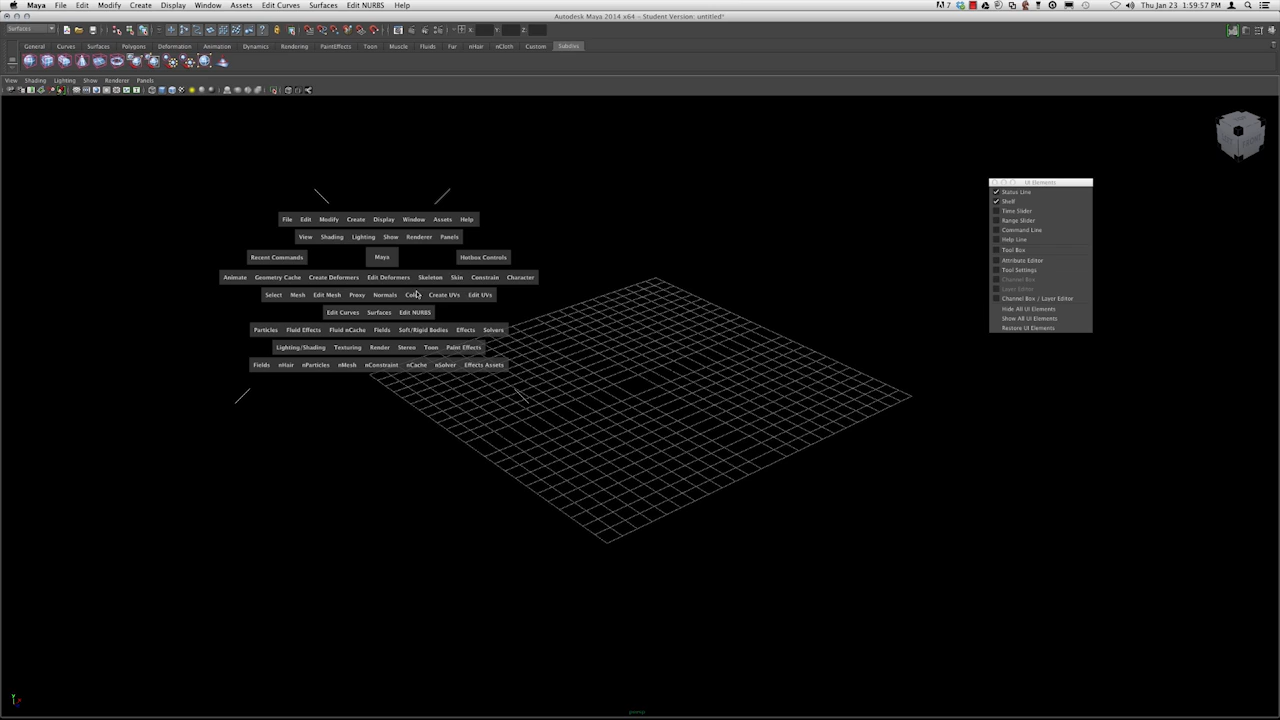 Maya File Edit Modify Create Display Window Assets Edit Curves Surfaces Edit NURBS Help 7 Thu Jan 23 1:59:57 PM
Autodesk Maya 2014 x64 - Student Version: untitled*
Surfaces X: Y: Z:
General Curves Surfaces Polygons Deformation Animation Dynamics Rendering PaintEffects Toon Muscle Fluids Fur nHair nCloth Custom Subdivs
View Shading Lighting Show Renderer Panels
UI Elements
Status Line
Shelf
Time Slider
Range Slider
Command Line
Help Line
Tool Box
Attribute Editor
Tool Settings
Channel Box
Layer Editor
Channel Box / Layer Editor
Hide All UI Elements
Show All UI Elements
Restore UI Elements
File Edit Modify Create Display Window Assets Help
View Shading Lighting Show Renderer Panels
Recent Commands Maya Hotbox Controls
Animate Geometry Cache Create Deformers Edit Deformers Skeleton Skin Constrain Character
Select Mesh Edit Mesh Proxy Normals Create UVs Edit UVs
Edit Curves Surfaces Edit NURBS
Particles Fluid Effects Fluid nCache Fields Soft/Rigid Bodies Effects Solvers
Lighting/Shading Texturing Render Stereo Toon Paint Effects
Fields nHair nParticles nMesh nConstraint nCache nSolver Effects Assets
Y
persp